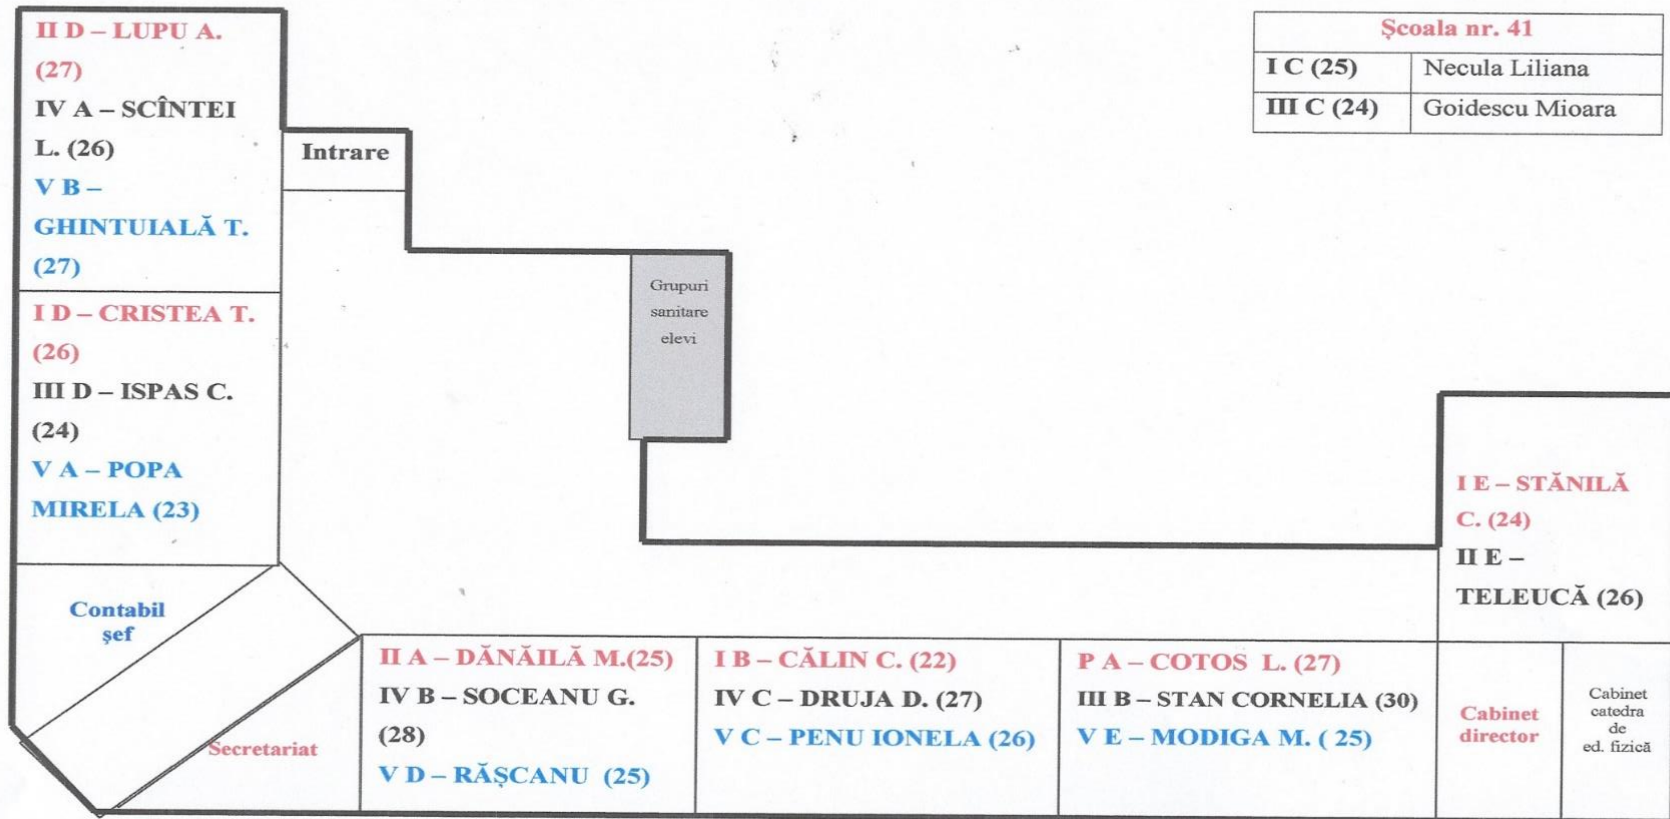 II D – LUPU A.
(27)
IV A – SCÎNTEI
L. (26)
V B –
GHINTUIALĂ T.
(27)
Intrare
Școala nr. 41
I C (25) Necula Liliana
III C (24) Goidescu Mioara
Grupuri
sanitare
elevi
I D – CRISTEA T.
(26)
III D – ISPAS C.
(24)
V A – POPA
MIRELA (23)
Contabil
șef
Secretariat
II A – DĂNĂILĂ M.(25)
IV B – SOCEANU G.
(28)
V D – RĂȘCANU (25)
I B – CĂLIN C. (22)
IV C – DRUJA D. (27)
V C – PENU IONELA (26)
P A – COTOS L. (27)
III B – STAN CORNELIA (30)
V E – MODIGA M. ( 25)
I E – STĂNILĂ
C. (24)
II E –
TELEUCĂ (26)
Cabinet
director
Cabinet
catedra
de
ed. fizică